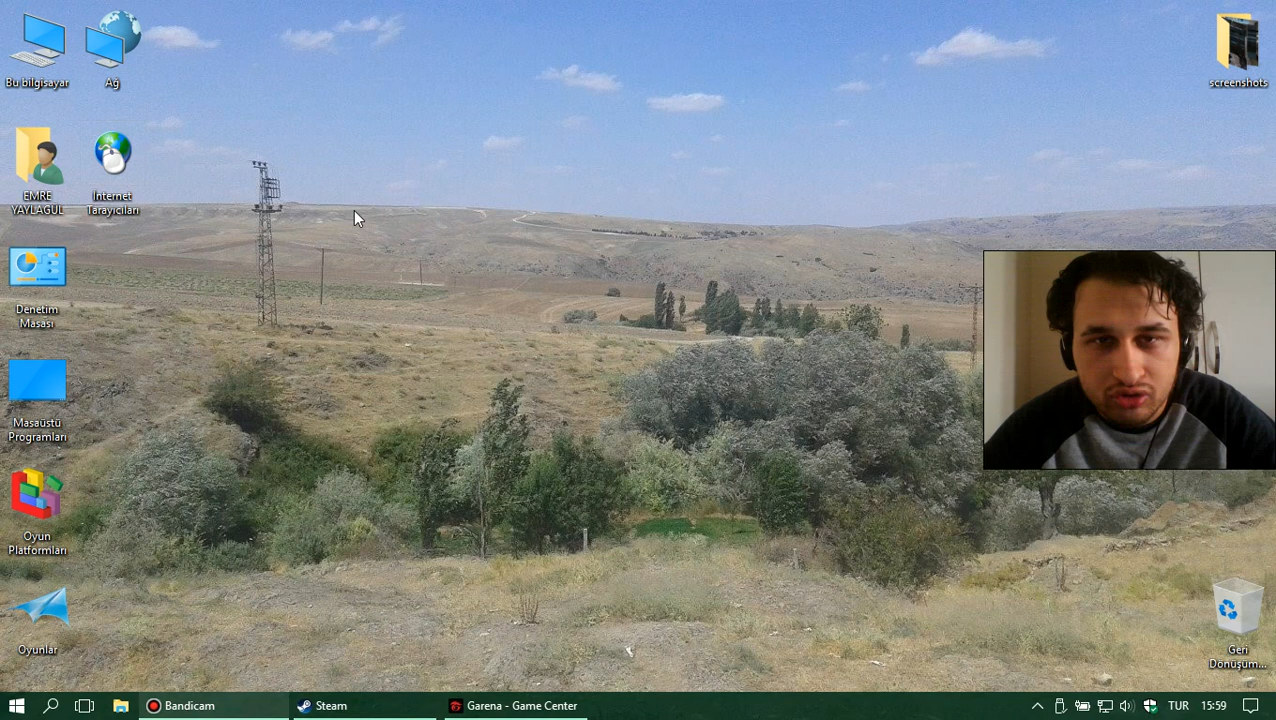 Bu bilgisayar
Ağ
screenshots
EMRE
YAYLAGÜL
İnternet
Tarayıcıları
Denetim
Masası
Masaüstü
Programları
Oyun
Platformları
Oyunlar
Geri
Dönüşüm...
Bandicam
Steam
Garena - Game Center
TUR
15:59